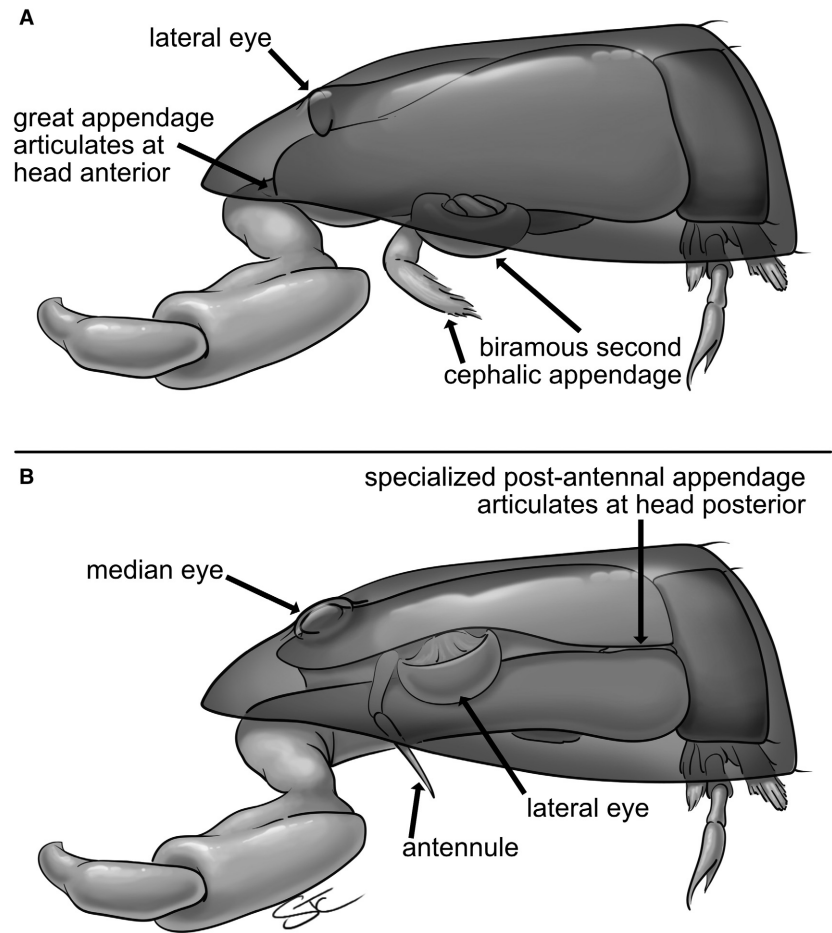 A
lateral eye
great appendage
articulates at
head anterior
biramous second
cephalic appendage
B
specialized post-antennal appendage
articulates at head posterior
median eye
lateral eye
antennule